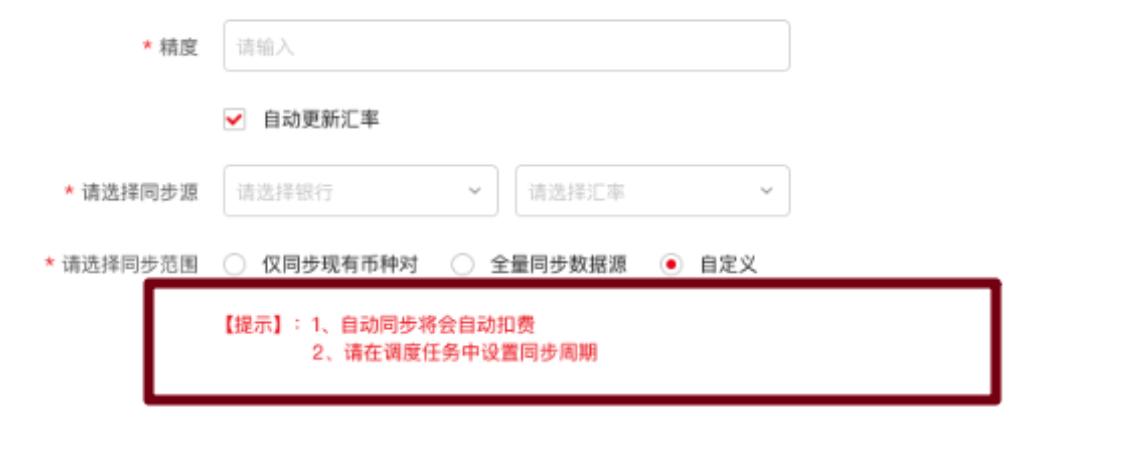 * 精度 请输入
自动更新汇率
* 请选择同步源 请选择银行 请选择汇率
* 请选择同步范围 仅同步现有币种对 全量同步数据源 自定义
【提示】：1、自动同步将会自动扣费
2、请在调度任务中设置同步周期